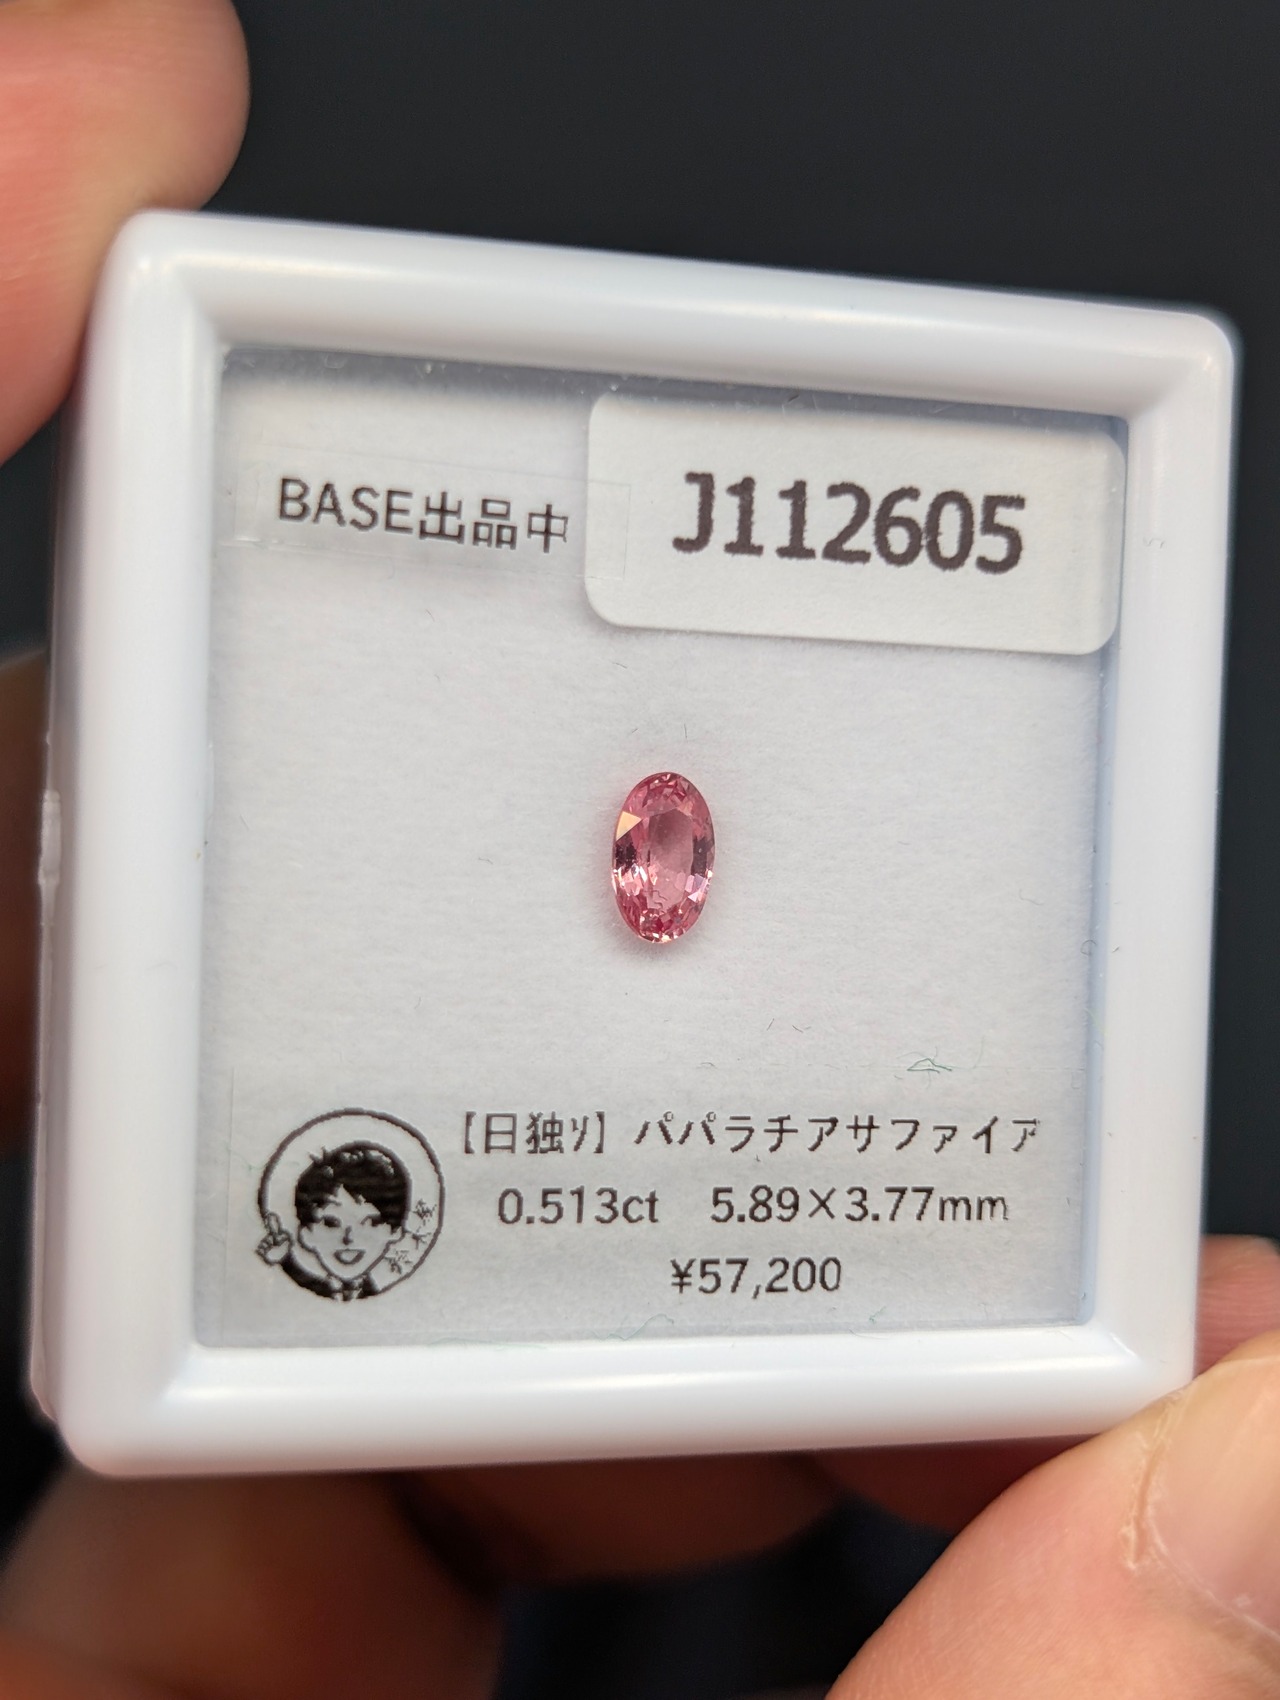 BASE出品中
J112605
【日独り】パパラチアサファイア
0.513ct 5.89×3.77mm
¥57,200